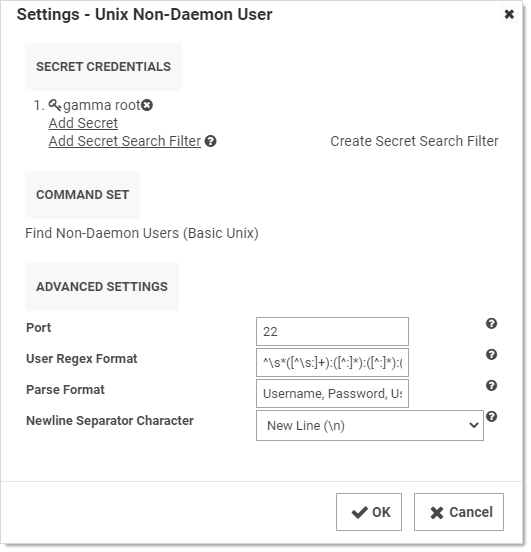 Settings - Unix Non-Daemon User
SECRET CREDENTIALS
1. gamma root
Add Secret
Add Secret Search Filter
Create Secret Search Filter
COMMAND SET
Find Non-Daemon Users (Basic Unix)
ADVANCED SETTINGS
Port
22
User Regex Format
^\s*([^\s:]+):([^:]*):([^:]*):(
Parse Format
Username, Password, Us
Newline Separator Character
New Line (\n)
OK
Cancel